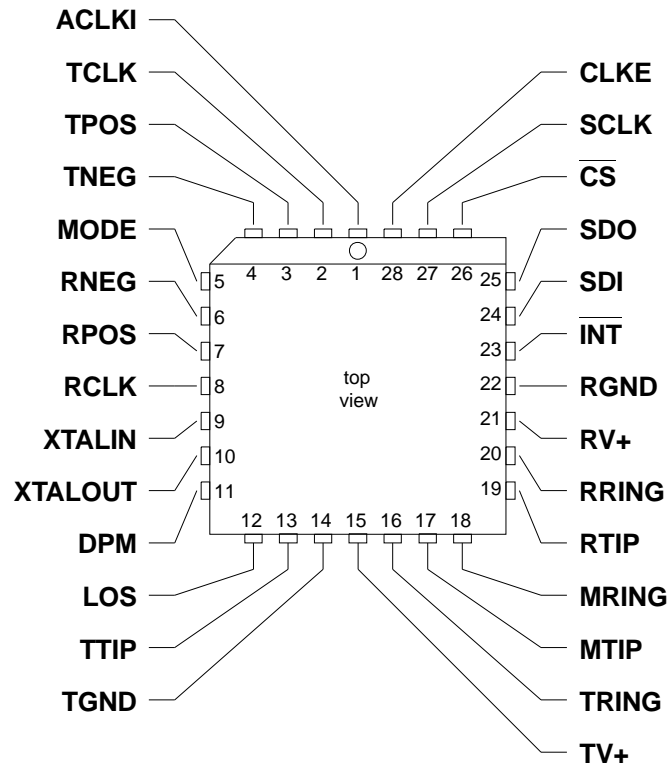 ACLKI
TCLK
TPOS
TNEG
MODE
RNEG
RPOS
RCLK
XTALIN
XTALOUT
DPM
LOS
TTIP
TGND
CLKE
SCLK
C̅S̅
SDO
SDI
I̅N̅T̅
RGND
RV+
RRING
RTIP
MRING
MTIP
TRING
TV+
4 3 2 1 28 27 26
5
6
7
8
9
10
11
25
24
23
22
21
20
19
top
view
12 13 14 15 16 17 18